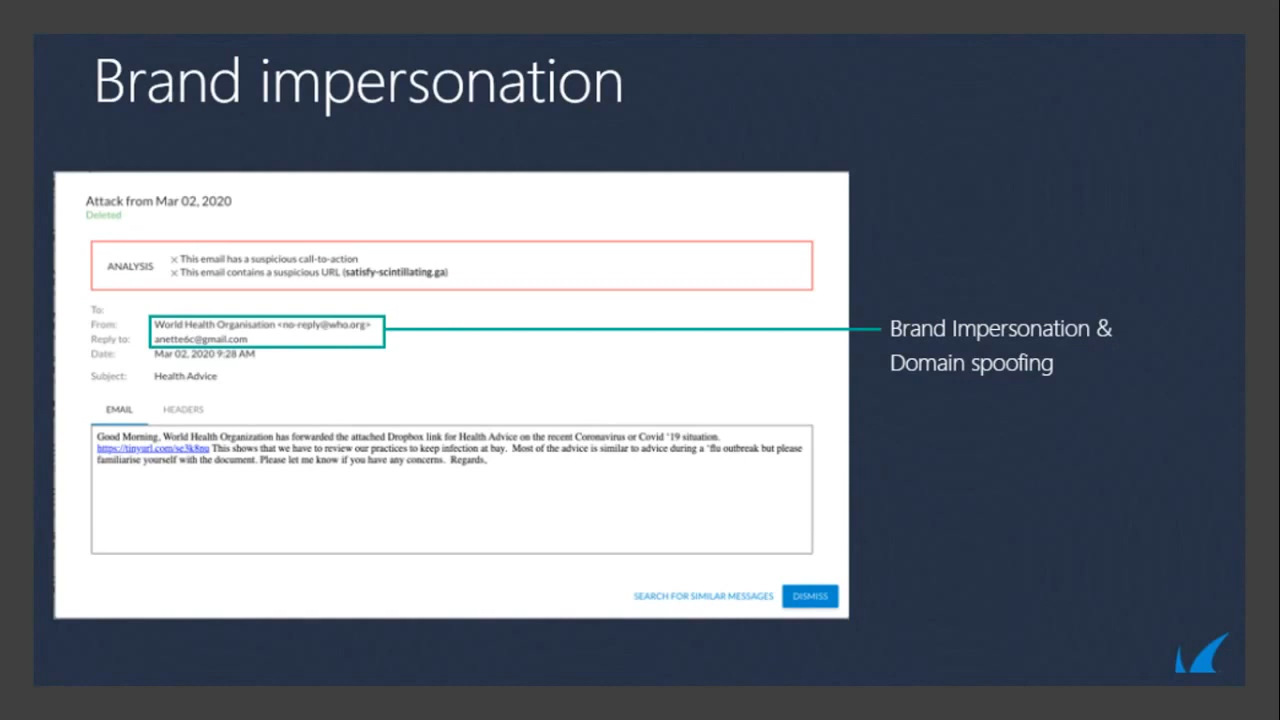 Brand impersonation
Attack from Mar 02, 2020
Deleted
ANALYSIS
× This email has a suspicious call-to-action
× This email contains a suspicious URL (satisfy-scintillating.ga)
To:
From: World Health Organisation <no-reply@who.org>
Reply to: anette6c@gmail.com
Date: Mar 02, 2020 9:28 AM
Subject: Health Advice
Brand Impersonation &
Domain spoofing
EMAIL HEADERS
Good Morning, World Health Organization has forwarded the attached Dropbox link for Health Advice on the recent Coronavirus or Covid '19 situation.
https://tinyurl.com/se3k8nu This shows that we have to review our practices to keep infection at bay. Most of the advice is similar to advice during a 'flu outbreak but please
familiarise yourself with the document. Please let me know if you have any concerns. Regards,
SEARCH FOR SIMILAR MESSAGES DISMISS